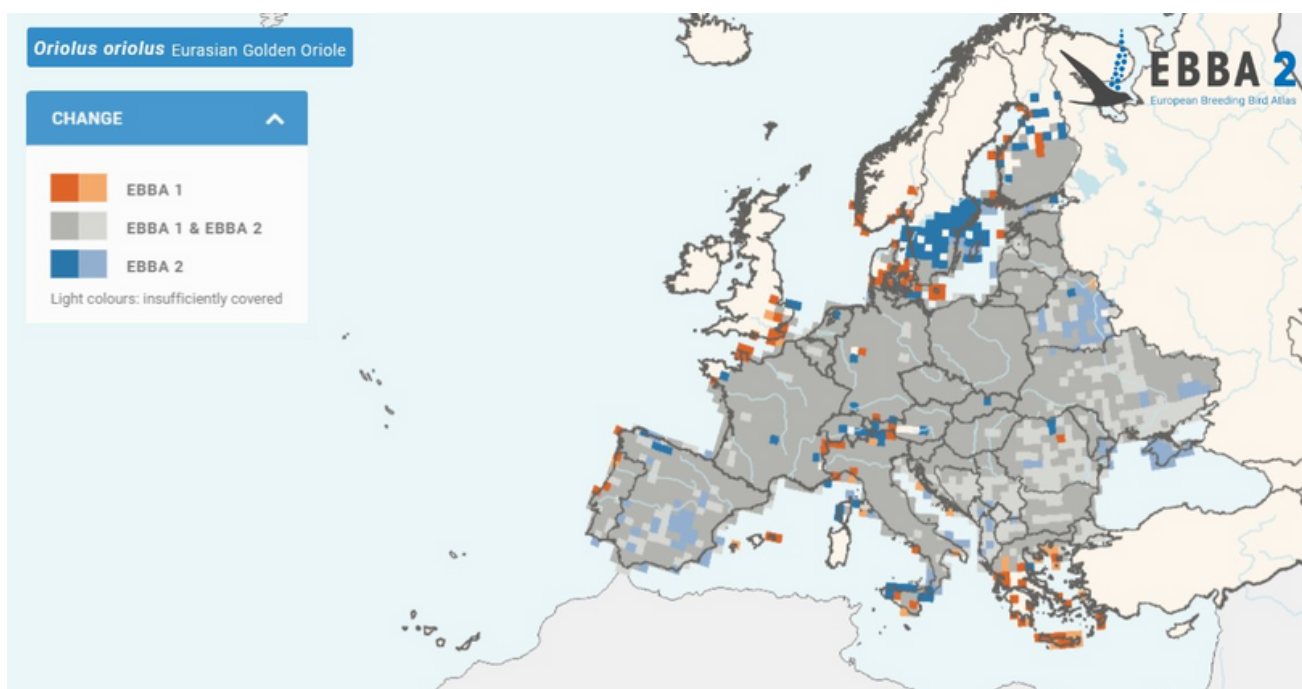 Oriolus oriolus Eurasian Golden Oriole
EBBA 2
European Breeding Bird Atlas
CHANGE
EBBA 1
EBBA 1 & EBBA 2
EBBA 2
Light colours: insufficiently covered